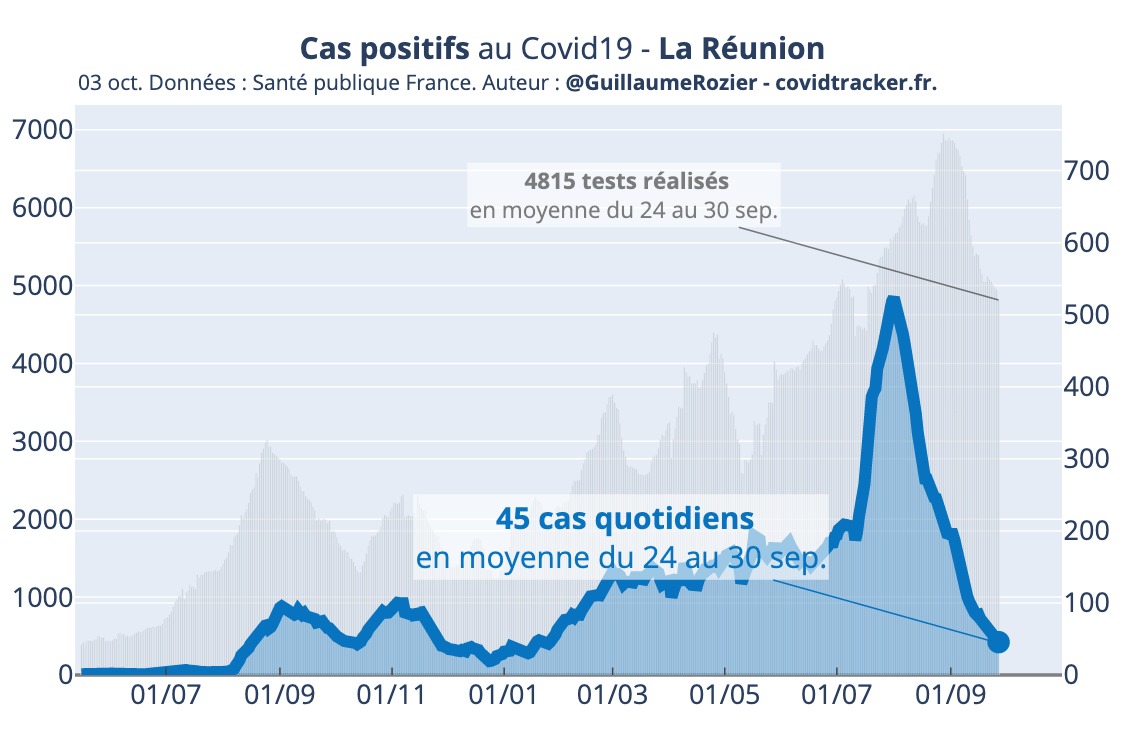 Cas positifs au Covid19 - La Réunion
03 oct. Données : Santé publique France. Auteur : @GuillaumeRozier - covidtracker.fr.
7000
6000
5000
4000
3000
2000
1000
0
4815 tests réalisés
en moyenne du 24 au 30 sep.
45 cas quotidiens
en moyenne du 24 au 30 sep.
700
600
500
400
300
200
100
0
01/07 01/09 01/11 01/01 01/03 01/05 01/07 01/09